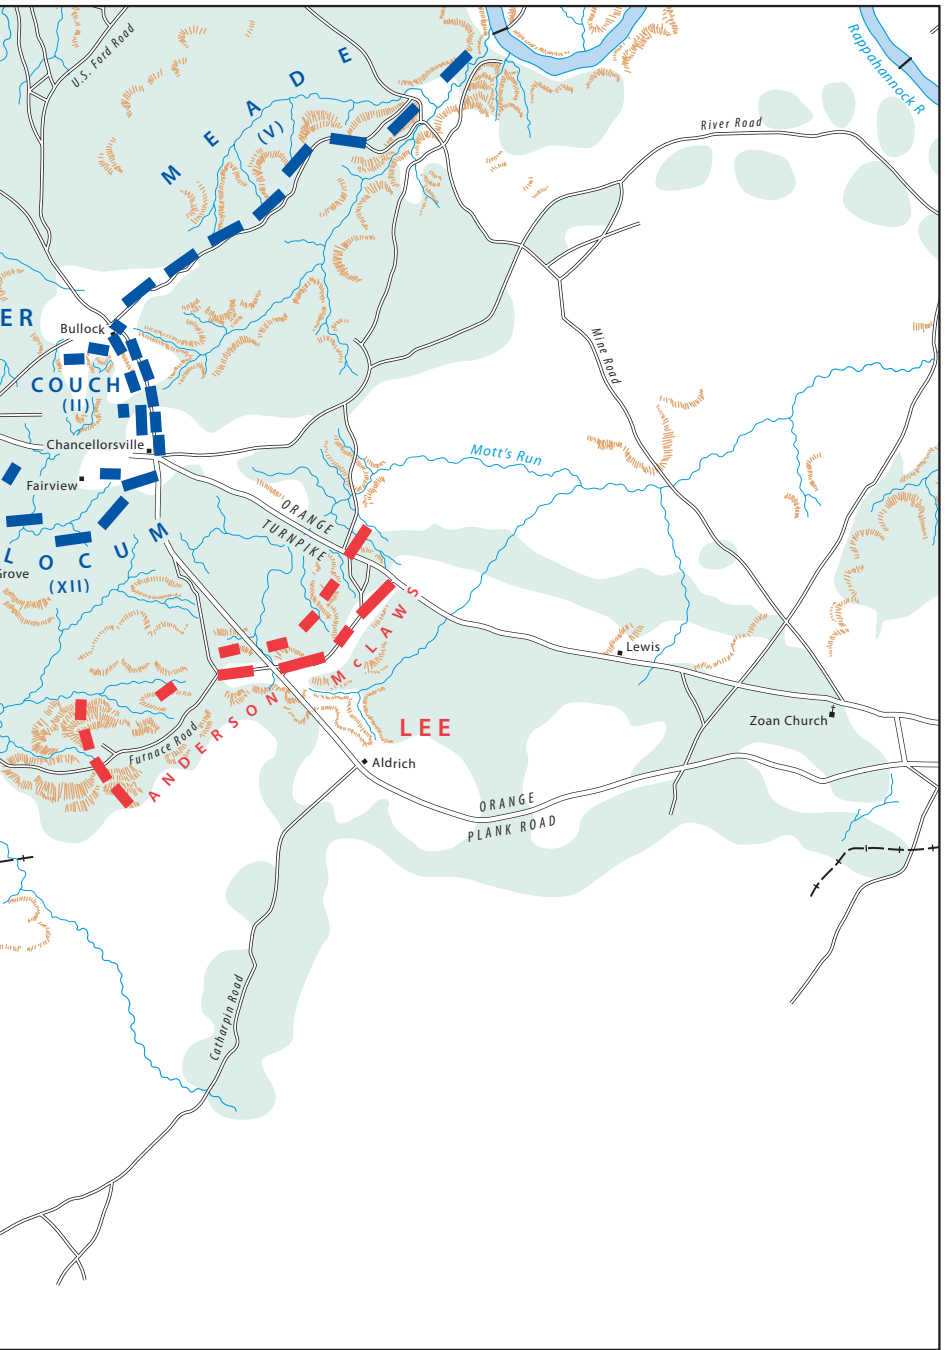 U.S. Ford Road
MEADE
(V)
Rappahannock R
River Road
ER
Bullock
COUCH
(II)
Mine Road
Chancellorsville
Fairview
Mott's Run
ORANGE
TURNPIKE
LOCUM
(XII)
Grove
McLAWS
Lewis
ANDERSON
LEE
Zoan Church
Furnace Road
Aldrich
ORANGE
PLANK ROAD
Catharpin Road